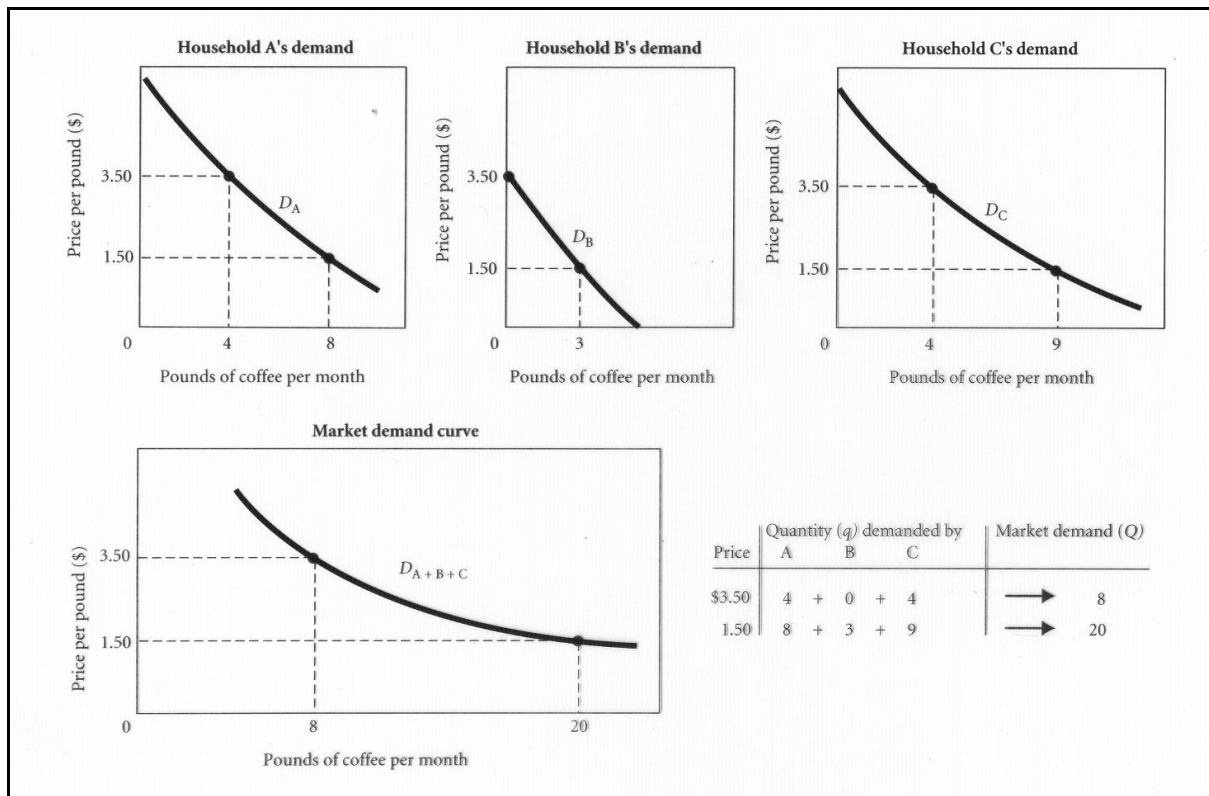 Household A's demand
Price per pound ($)
3.50
1.50
D_A
0
4
8
Pounds of coffee per month
Household B's demand
Price per pound ($)
3.50
1.50
D_B
0
3
Pounds of coffee per month
Household C's demand
Price per pound ($)
3.50
1.50
D_C
0
4
9
Pounds of coffee per month
Market demand curve
Price per pound ($)
3.50
1.50
D_A + B + C
0
8
20
Pounds of coffee per month
Quantity (q) demanded by
Market demand (Q)
Price A B C
$3.50 4 + 0 + 4 → 8
1.50 8 + 3 + 9 → 20